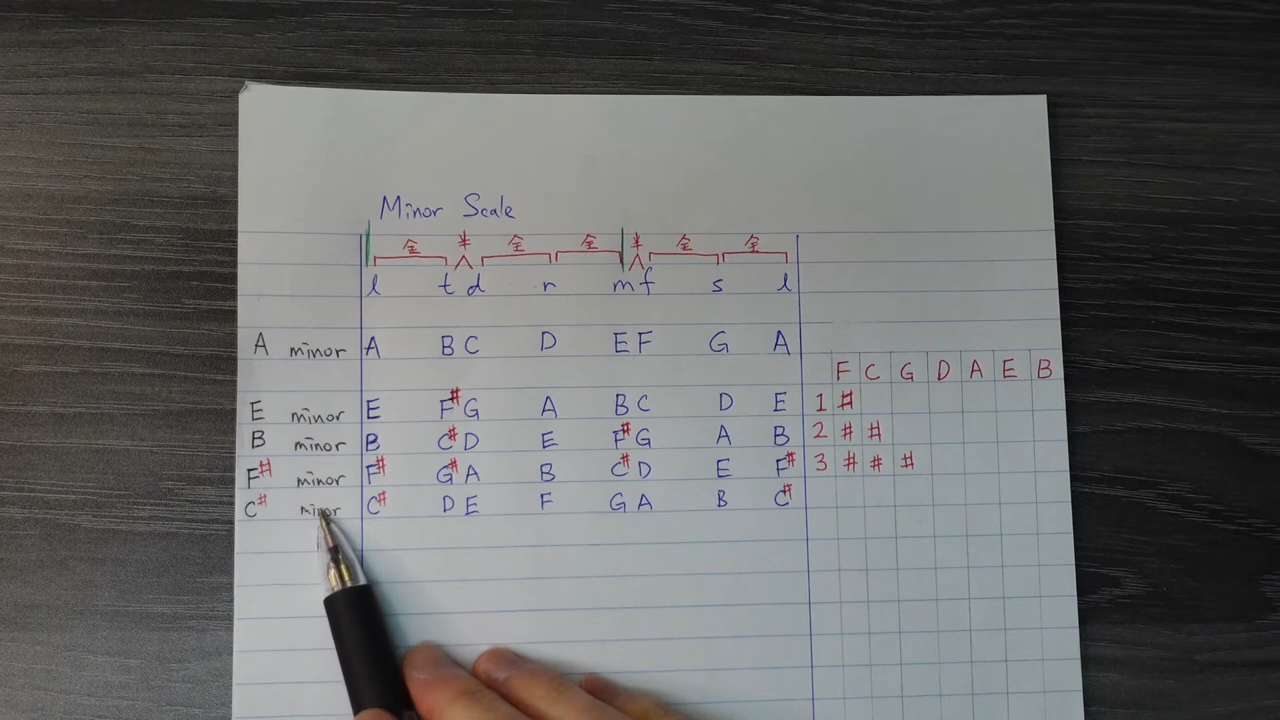 Minor Scale
全 半 全 全 半 全 全
l t d r m f s l
A minor A B C D E F G A
F C G D A E B
E minor E F# G A B C D E 1 #
B minor B C# D E F# G A B 2 # #
F# minor F# G# A B C# D E F# 3 # # #
C# minor C# D E F G A B C#